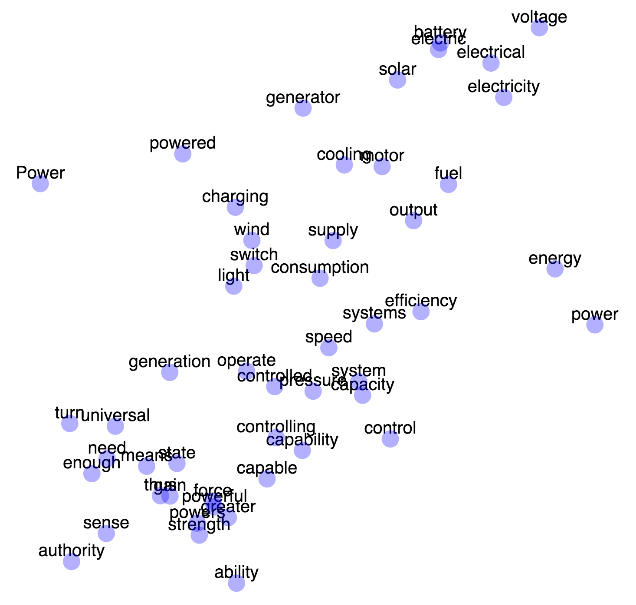 voltage
battery
electric
electrical
solar
electricity
generator
powered
cooling
motor
Power
fuel
charging
output
wind
supply
switch
energy
light
consumption
efficiency
systems
power
speed
generation
operate
system
controlled
pressure
capacity
turn
universal
controlling
control
capability
need
means
state
enough
capable
thus
gain
force
powerful
greater
powers
sense
strength
authority
ability